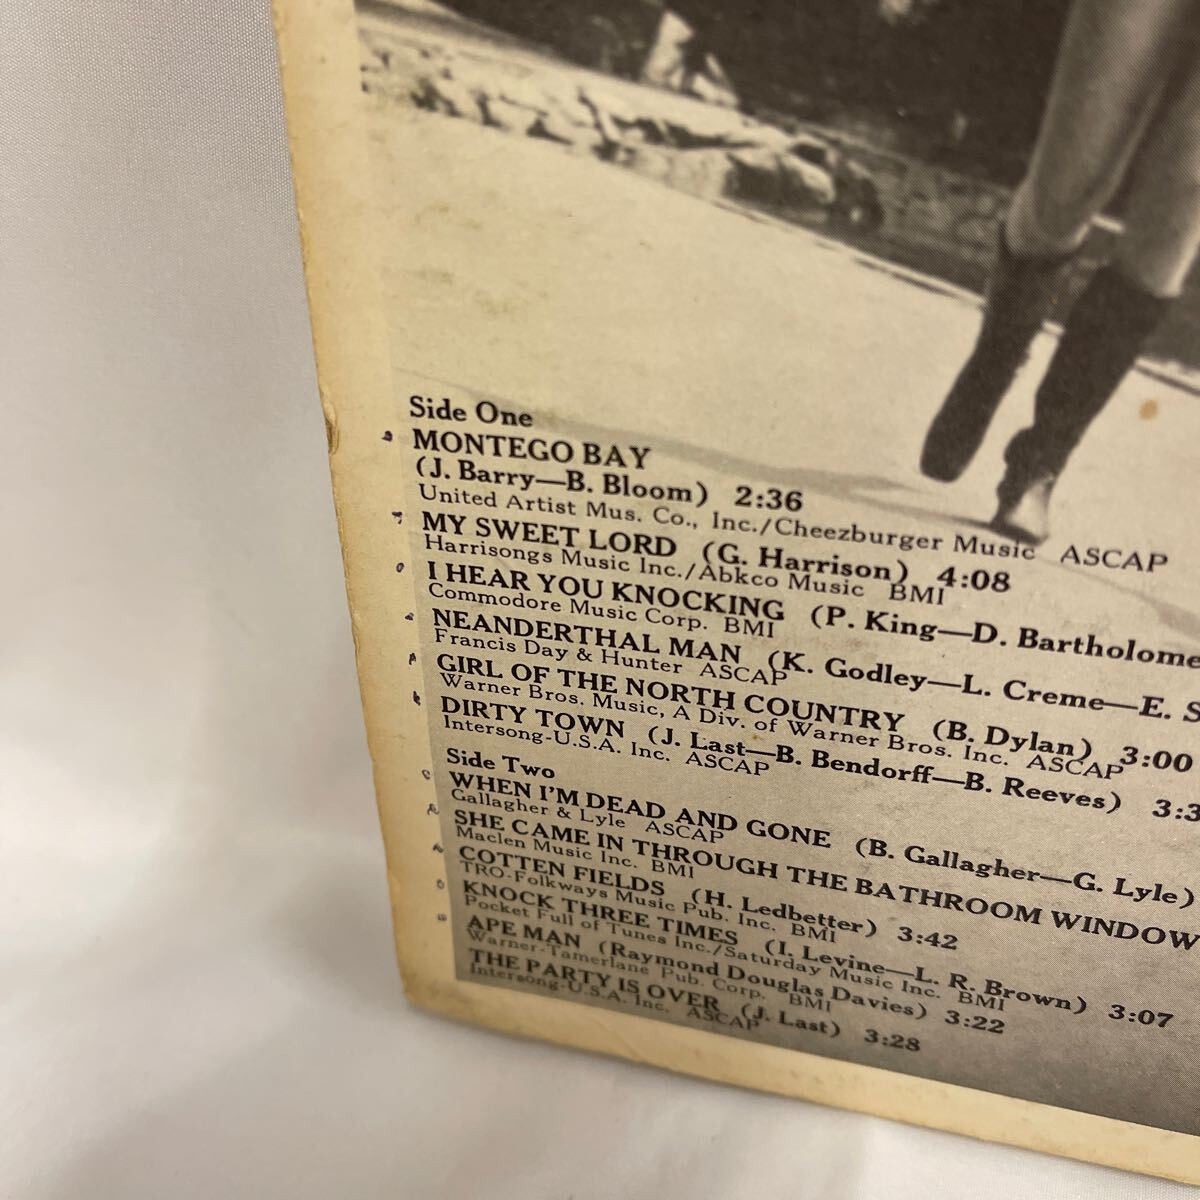 Side One
MONTEGO BAY
(J. Barry—B. Bloom) 2:36
United Artist Mus. Co., Inc./Cheezburger Music ASCAP
MY SWEET LORD (G. Harrison) 4:08
Harrisongs Music Inc./Abkco Music BMI
I HEAR YOU KNOCKING (P. King—D. Bartholome
Commodore Music Corp. BMI
NEANDERTHAL MAN (K. Godley—L. Creme—E. S
Francis Day & Hunter ASCAP
GIRL OF THE NORTH COUNTRY (B. Dylan) 3:00
Warner Bros. Music, A Div. of Warner Bros. Inc. ASCAP
DIRTY TOWN (J. Last—B. Bendorff—B. Reeves) 3:3
Intersong-U.S.A. Inc. ASCAP
Side Two
WHEN I'M DEAD AND GONE (B. Gallagher—G. Lyle)
Gallagher & Lyle ASCAP
SHE CAME IN THROUGH THE BATHROOM WINDOW
Maclen Music Inc. BMI
COTTEN FIELDS (H. Ledbetter) 3:42
TRO-Folkways Music Pub. Inc. BMI
KNOCK THREE TIMES (I. Levine—L. R. Brown) 3:07
Pocket Full of Tunes Inc./Saturday Music Inc. BMI
APE MAN (Raymond Douglas Davies) 3:22
Warner-Tamerlane Pub. Corp. BMI
THE PARTY IS OVER (J. Last) 3:28
Intersong-U.S.A. Inc. ASCAP